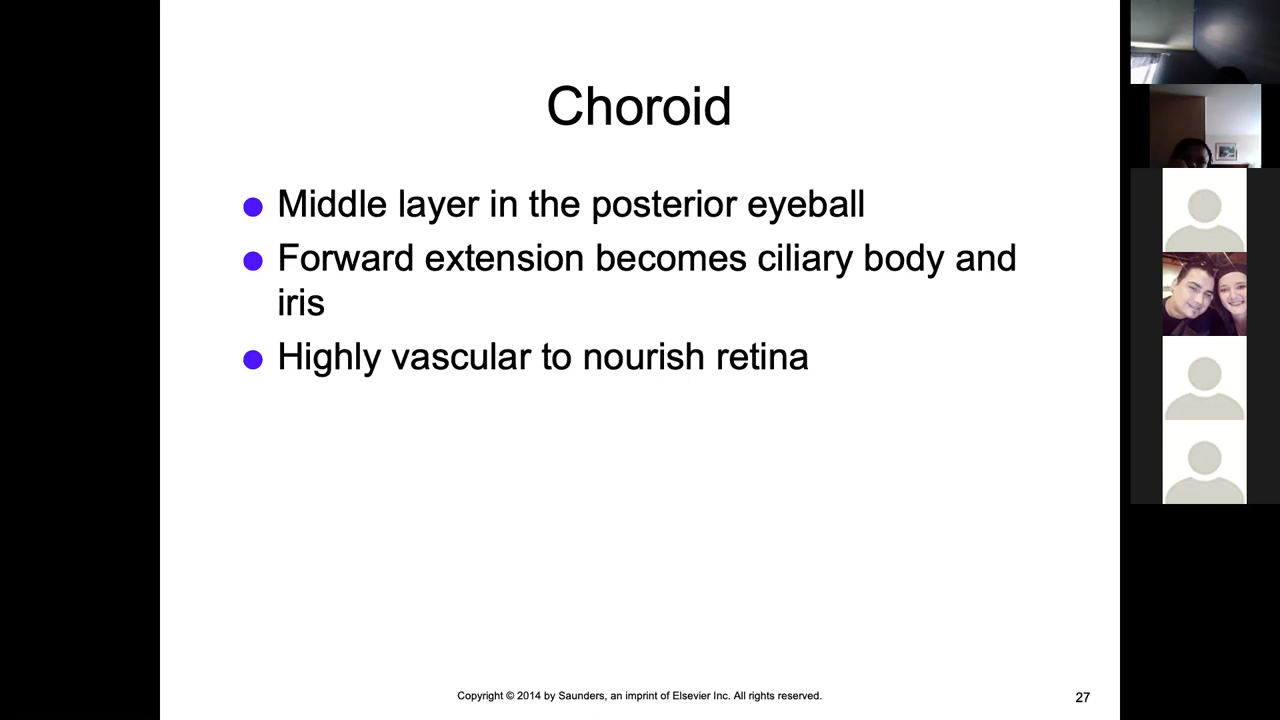 Choroid
Middle layer in the posterior eyeball
Forward extension becomes ciliary body and
iris
Highly vascular to nourish retina
Copyright © 2014 by Saunders, an imprint of Elsevier Inc. All rights reserved.
27